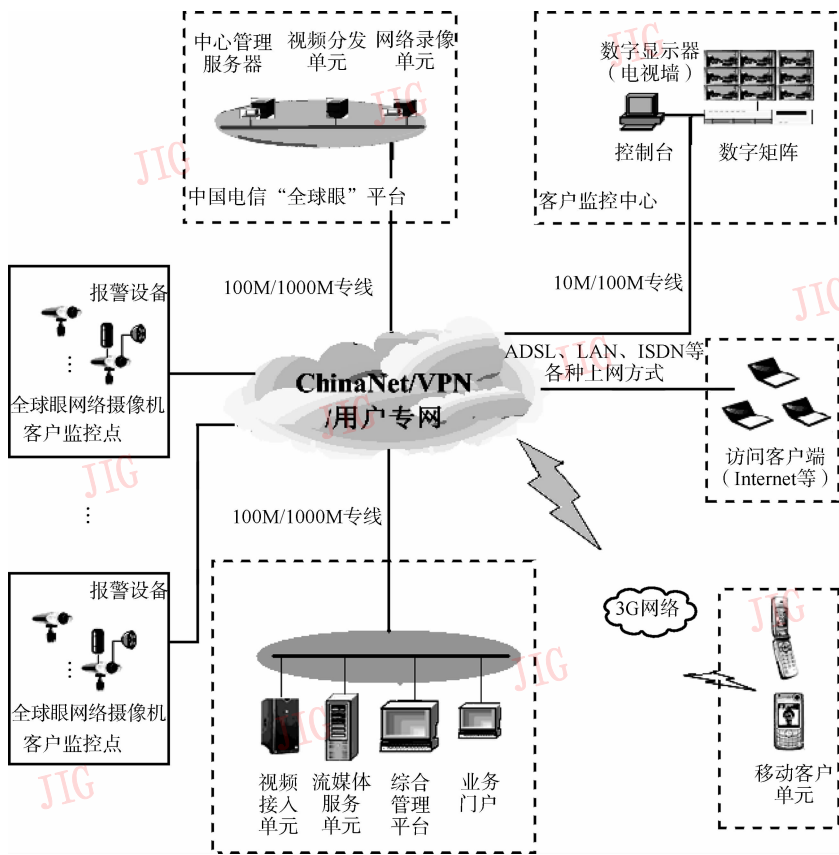 中心管理
服务器
视频分发
单元
网络录像
单元
中国电信“全球眼”平台
数字显示器
（电视墙）
控制台
数字矩阵
客户监控中心
100M/1000M专线
10M/100M专线
报警设备
全球眼网络摄像机
客户监控点
ChinaNet/VPN
/用户专网
ADSL、LAN、ISDN等
各种上网方式
访问客户端
（Internet等）
100M/1000M专线
报警设备
全球眼网络摄像机
客户监控点
3G网络
视频
接入
单元
流媒体
服务
单元
综合
管理
平台
业务
门户
移动客户
单元
JIG
JIG
JIG
JIG
JIG
JIG
JIG
JIG
JIG
JIG